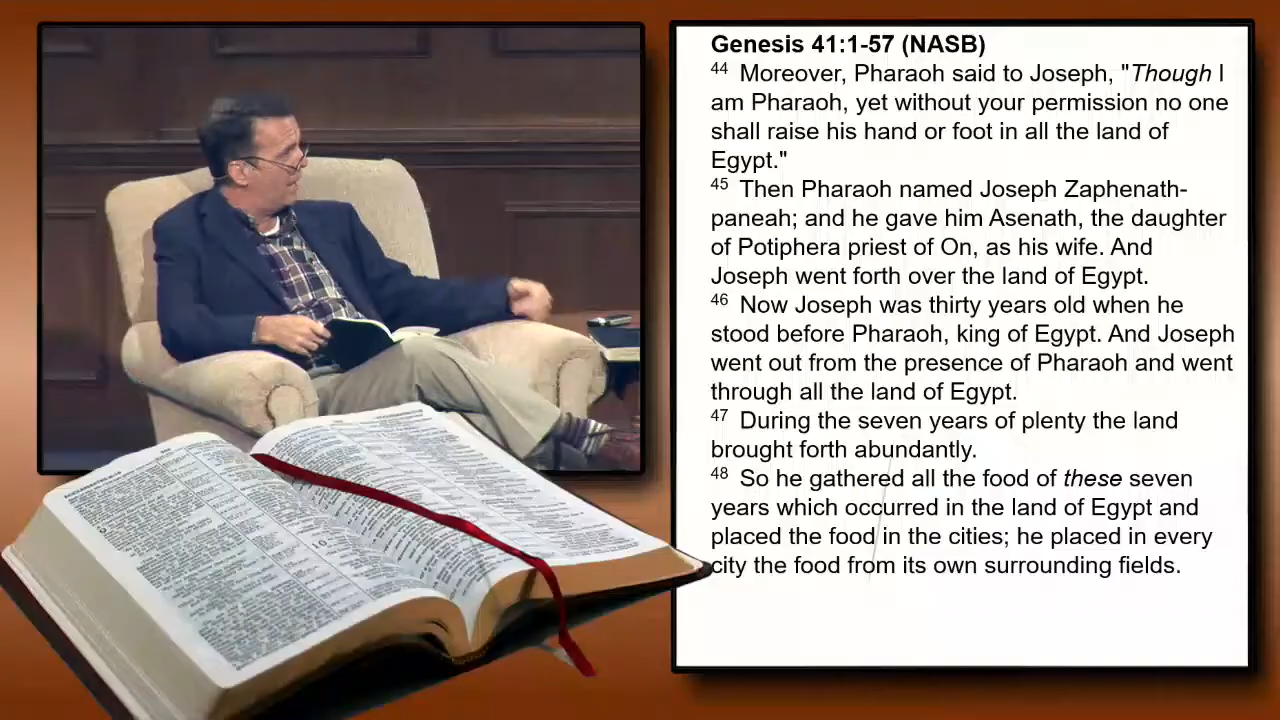 Genesis 41:1-57 (NASB)
44 Moreover, Pharaoh said to Joseph, "Though I
am Pharaoh, yet without your permission no one
shall raise his hand or foot in all the land of
Egypt."
45 Then Pharaoh named Joseph Zaphenath-
paneah; and he gave him Asenath, the daughter
of Potiphera priest of On, as his wife. And
Joseph went forth over the land of Egypt.
46 Now Joseph was thirty years old when he
stood before Pharaoh, king of Egypt. And Joseph
went out from the presence of Pharaoh and went
through all the land of Egypt.
47 During the seven years of plenty the land
brought forth abundantly.
48 So he gathered all the food of these seven
years which occurred in the land of Egypt and
placed the food in the cities; he placed in every
city the food from its own surrounding fields.